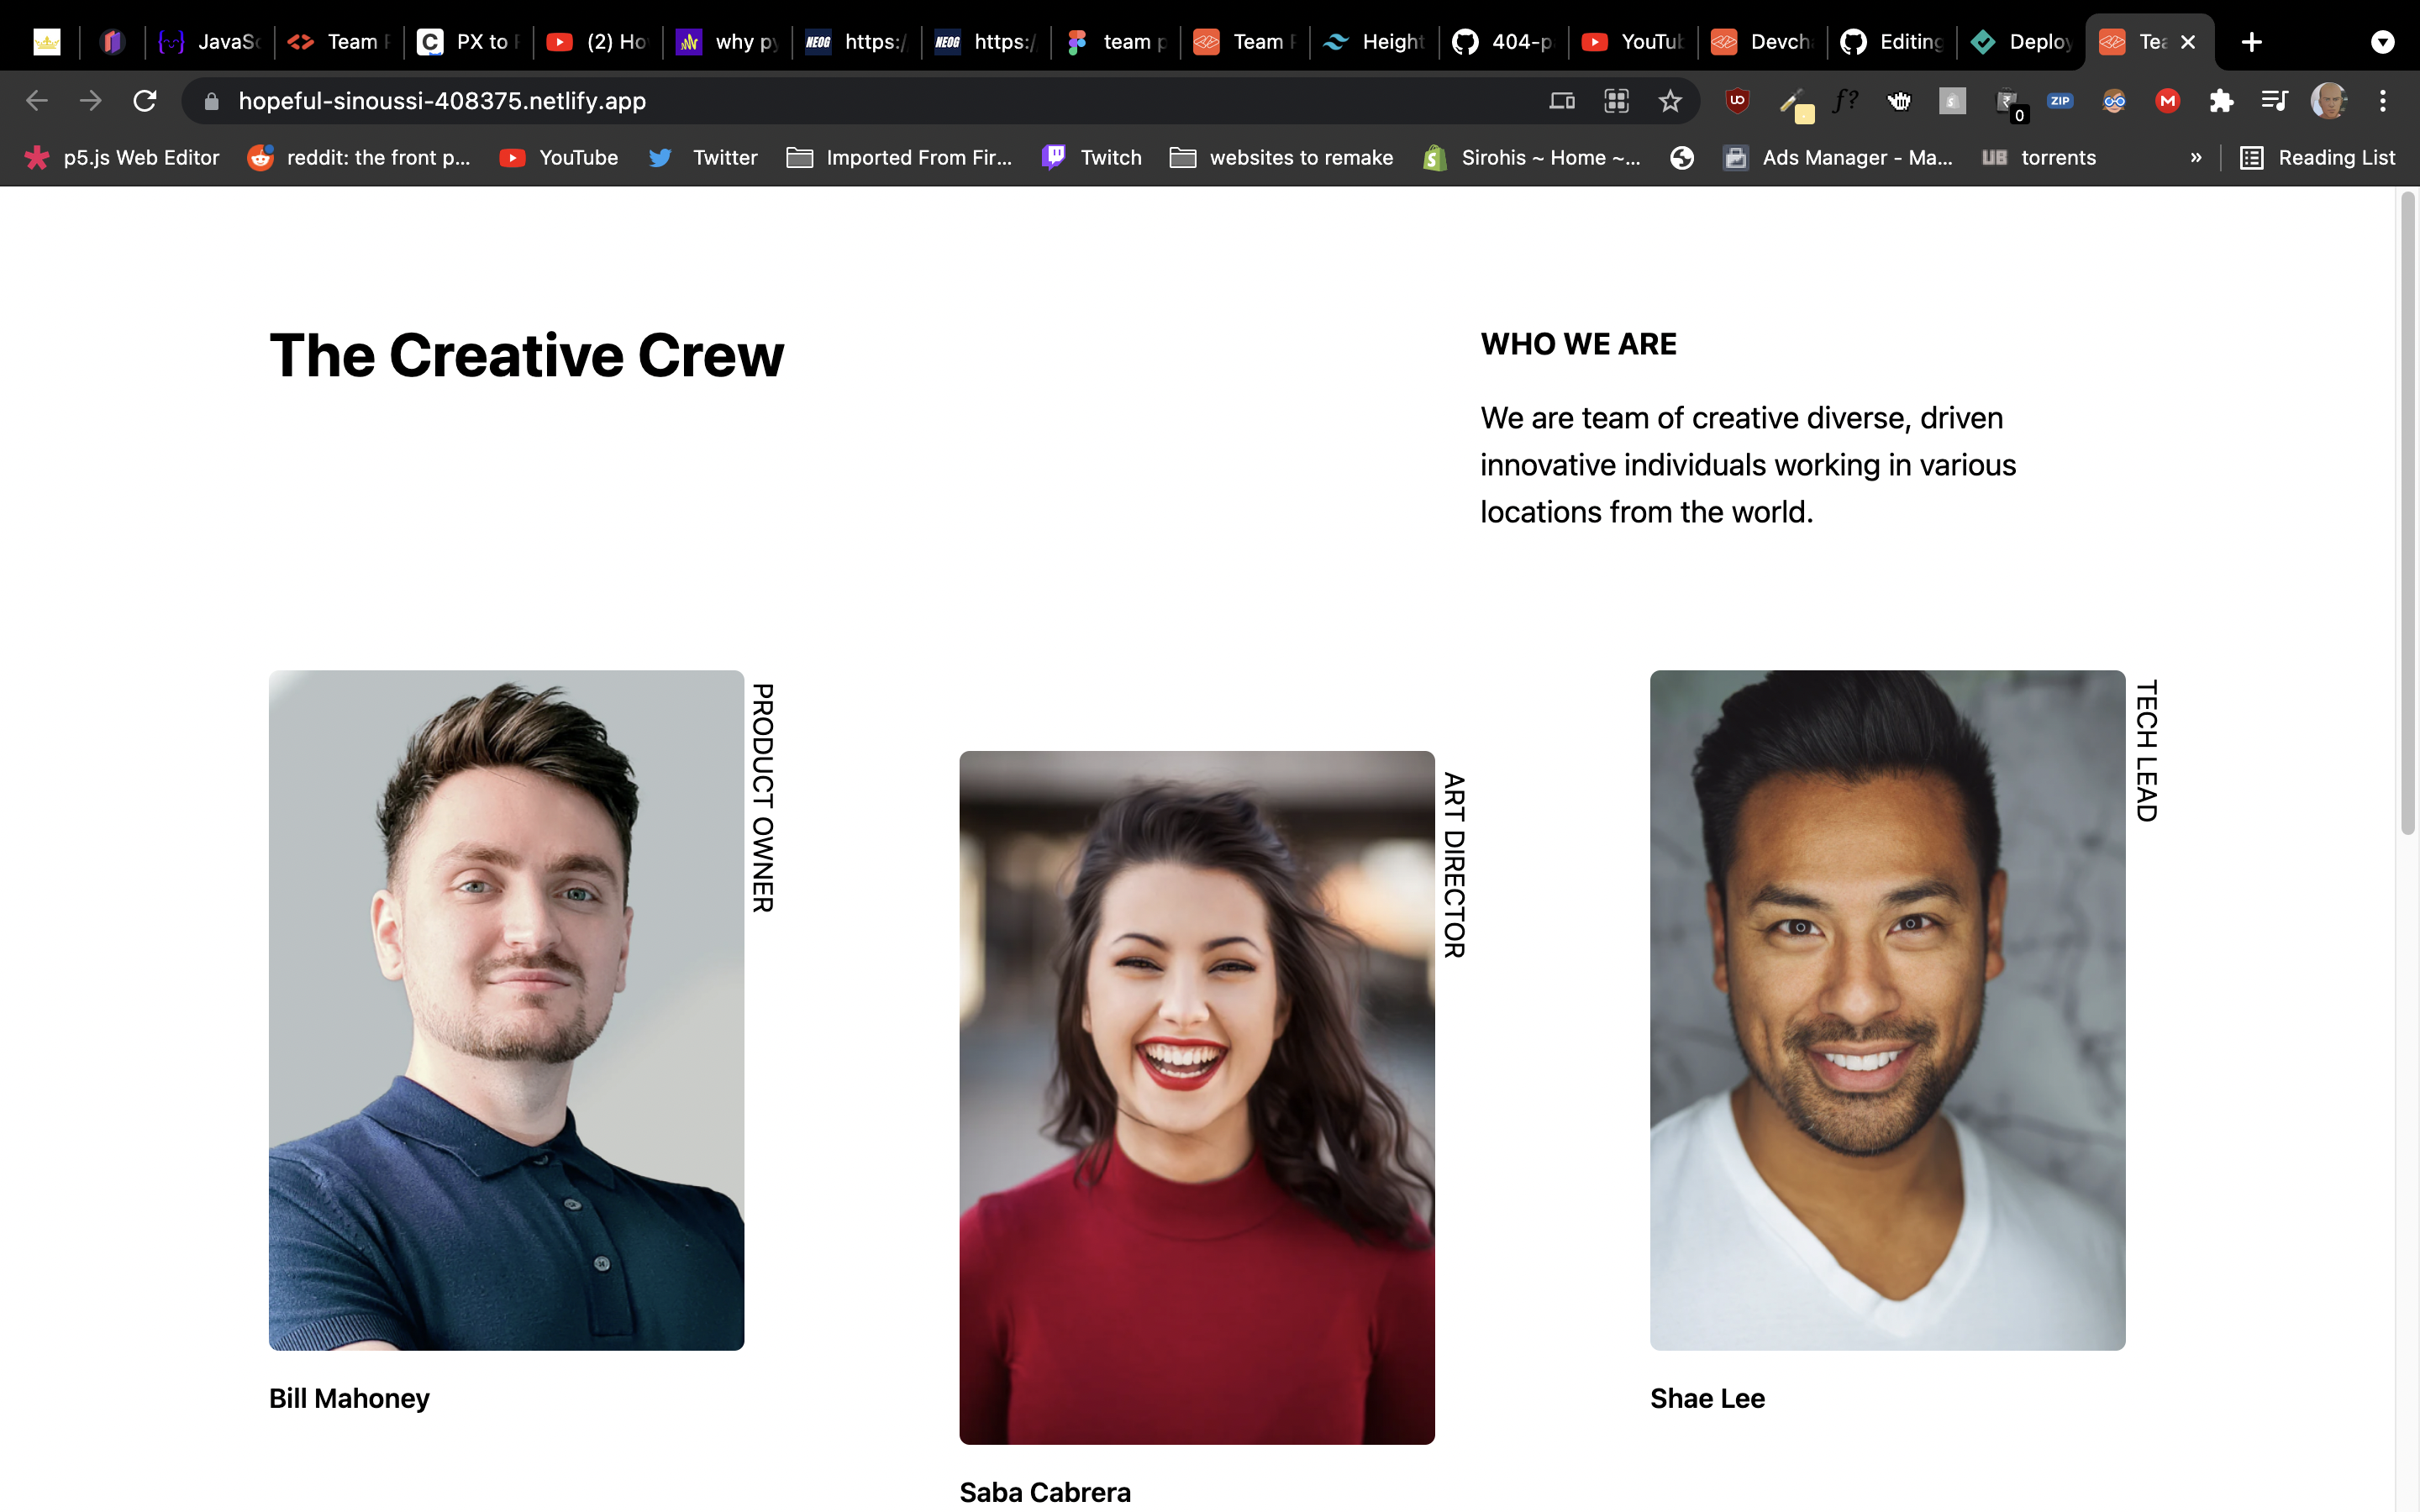 JavaSc
Team
PX to
(2) Ho
why py
https:/
https:/
team p
Team
Height
404-p
YouTub
Devch
Editing
Deploy
Tea
hopeful-sinoussi-408375.netlify.app
f?
0
ZIP
p5.js Web Editor
reddit: the front p...
YouTube
Twitter
Imported From Fir...
Twitch
websites to remake
Sirohis ~ Home ~...
Ads Manager - Ma...
UB
torrents
»
Reading List
The Creative Crew
WHO WE ARE
We are team of creative diverse, driven
innovative individuals working in various
locations from the world.
PRODUCT OWNER
ART DIRECTOR
TECH LEAD
Bill Mahoney
Saba Cabrera
Shae Lee